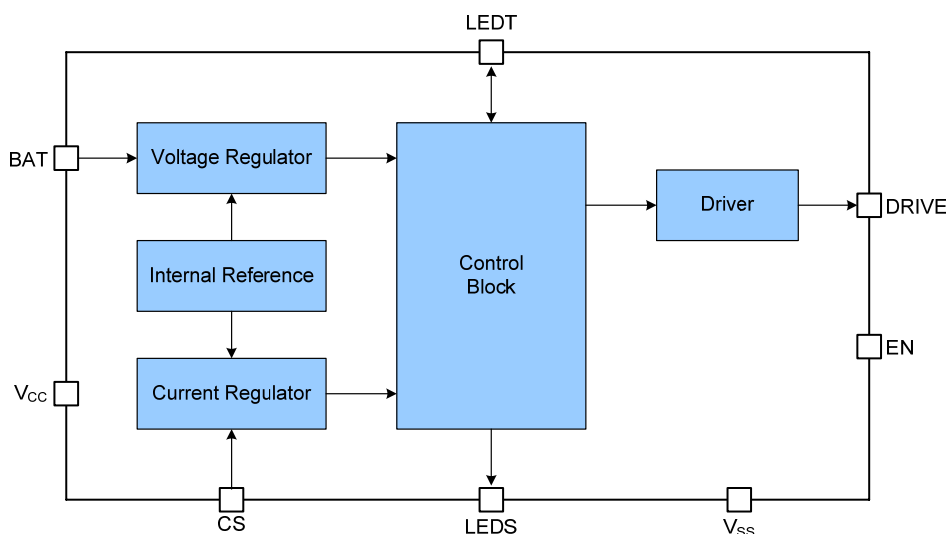 LEDT
BAT
Voltage Regulator
Driver
DRIVE
Internal Reference
Control
Block
EN
VCC
Current Regulator
CS
LEDS
VSS